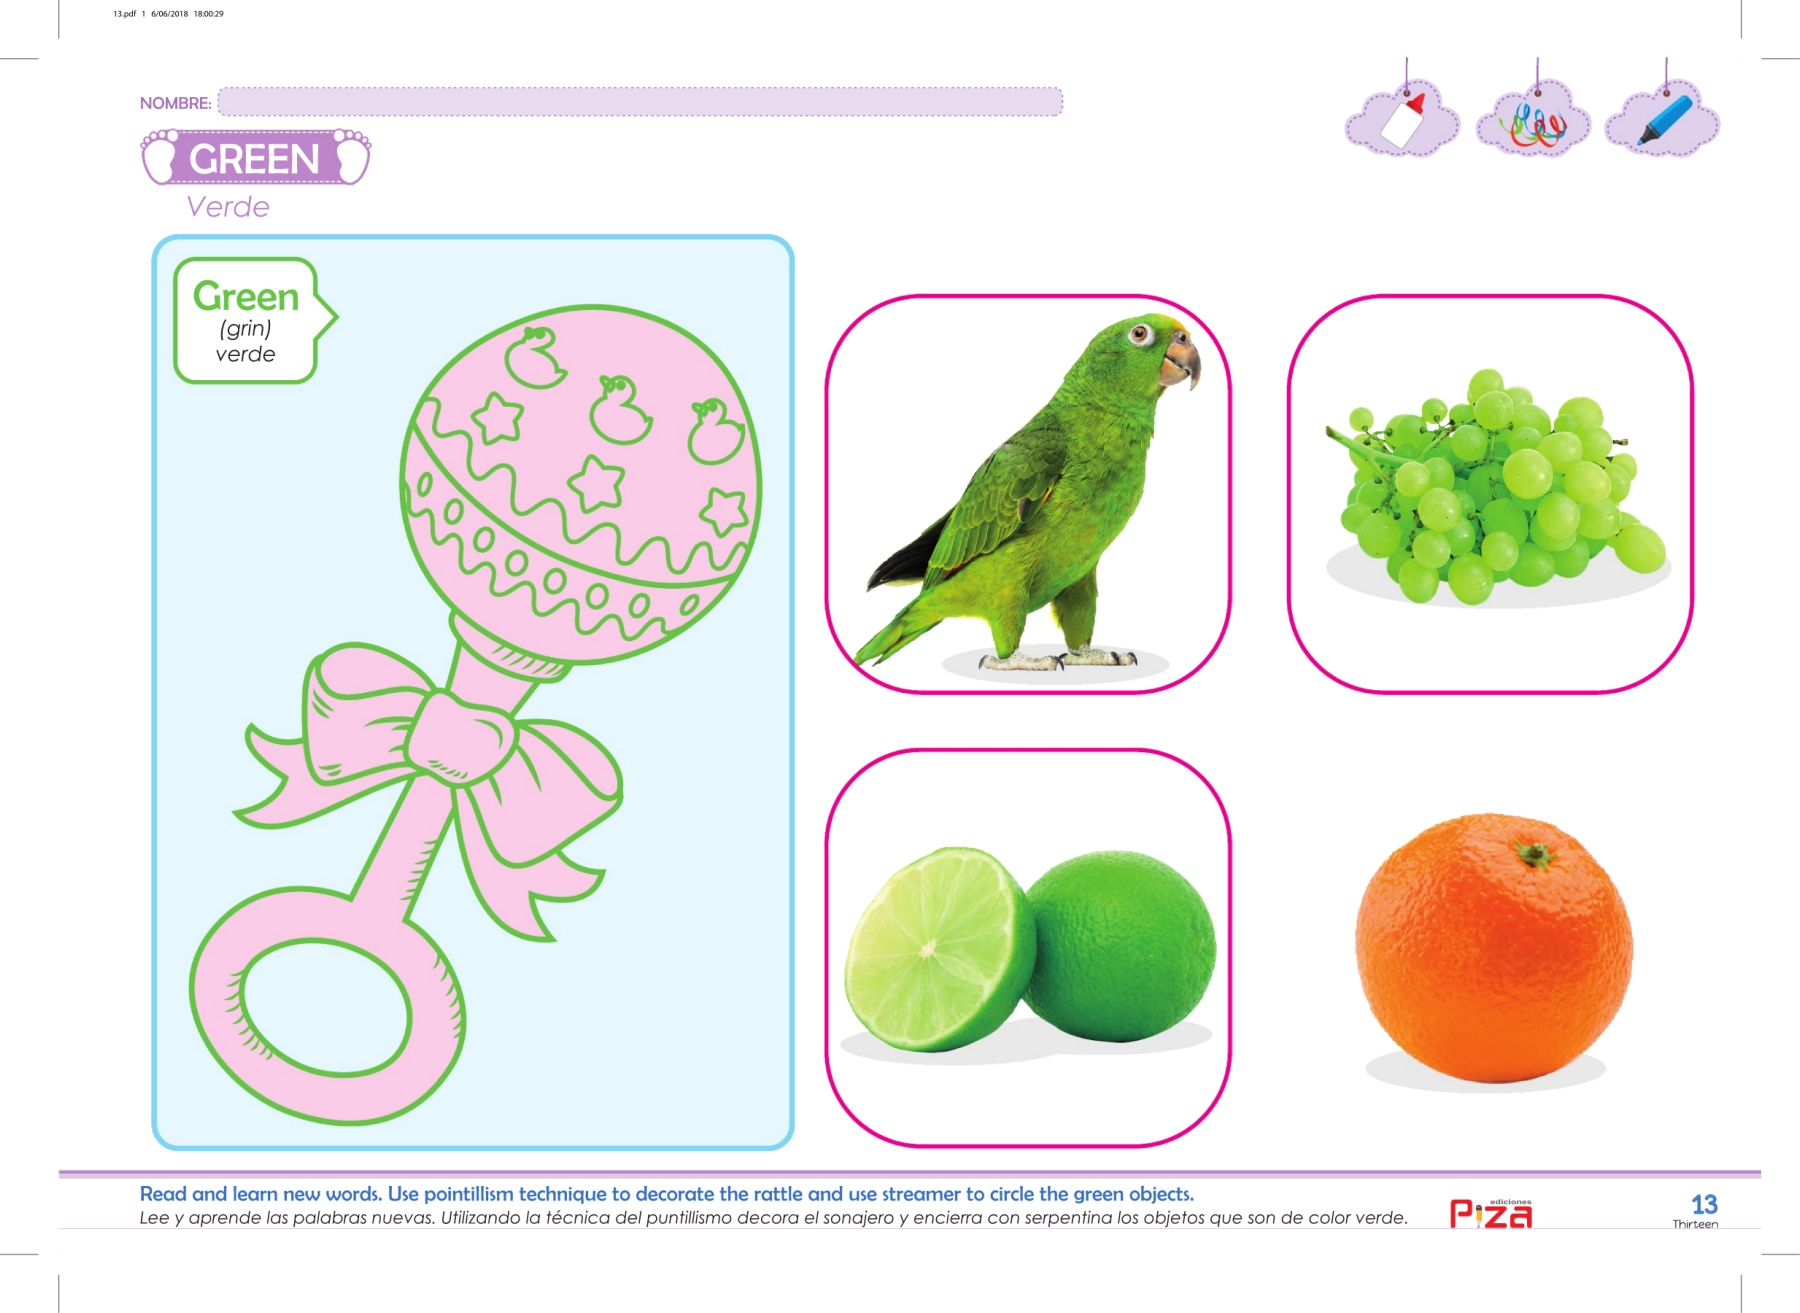 13.pdf 1 6/06/2018 18:00:29
NOMBRE:
GREEN
Verde
Green
(grin)
verde
Read and learn new words. Use pointillism technique to decorate the rattle and use streamer to circle the green objects.
Lee y aprende las palabras nuevas. Utilizando la técnica del puntillismo decora el sonajero y encierra con serpentina los objetos que son de color verde.
ediciones
Piza
13
Thirteen